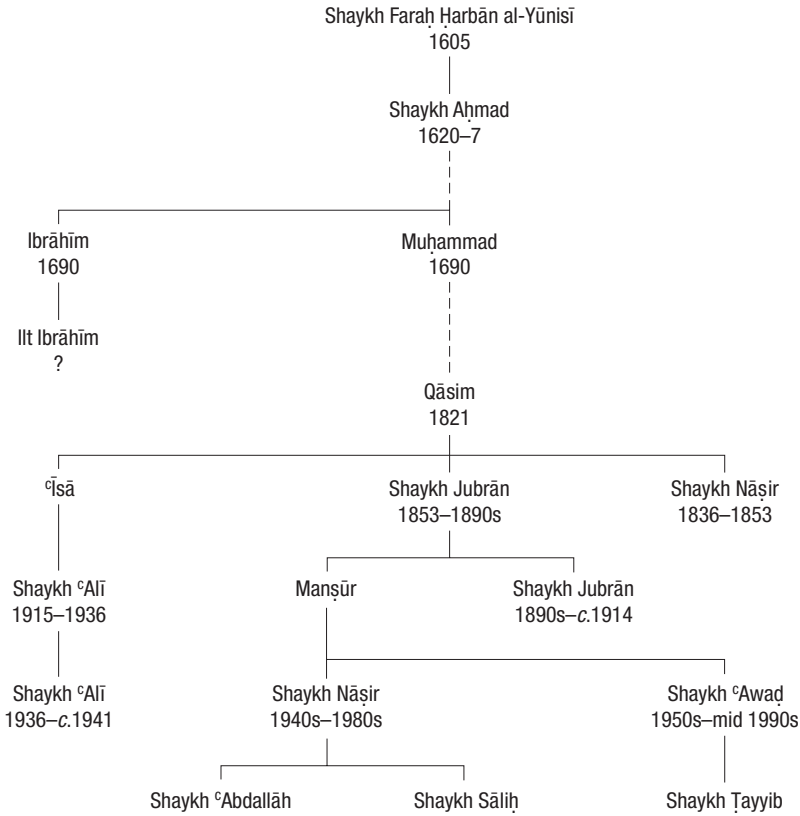 Shaykh Faraḥ Ḥarbān al-Yūnisī
1605
Shaykh Aḥmad
1620–7
Ibrāhīm
1690
Muḥammad
1690
Illt Ibrāhīm
?
Qāsim
1821
ᶜĪsā
Shaykh Jubrān
1853–1890s
Shaykh Nāṣir
1836–1853
Shaykh ᶜAlī
1915–1936
Manṣūr
Shaykh Jubrān
1890s–c.1914
Shaykh ᶜAlī
1936–c.1941
Shaykh Nāṣir
1940s–1980s
Shaykh ᶜAwaḍ
1950s–mid 1990s
Shaykh ᶜAbdallāh
Shaykh Sāliḥ
Shaykh Ṭayyib